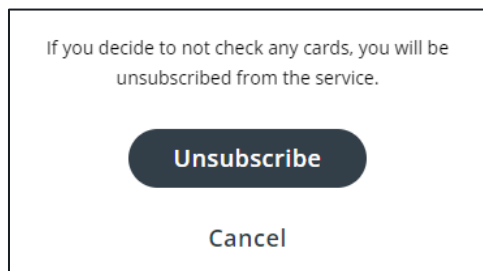 If you decide to not check any cards, you will be
unsubscribed from the service.
Unsubscribe
Cancel